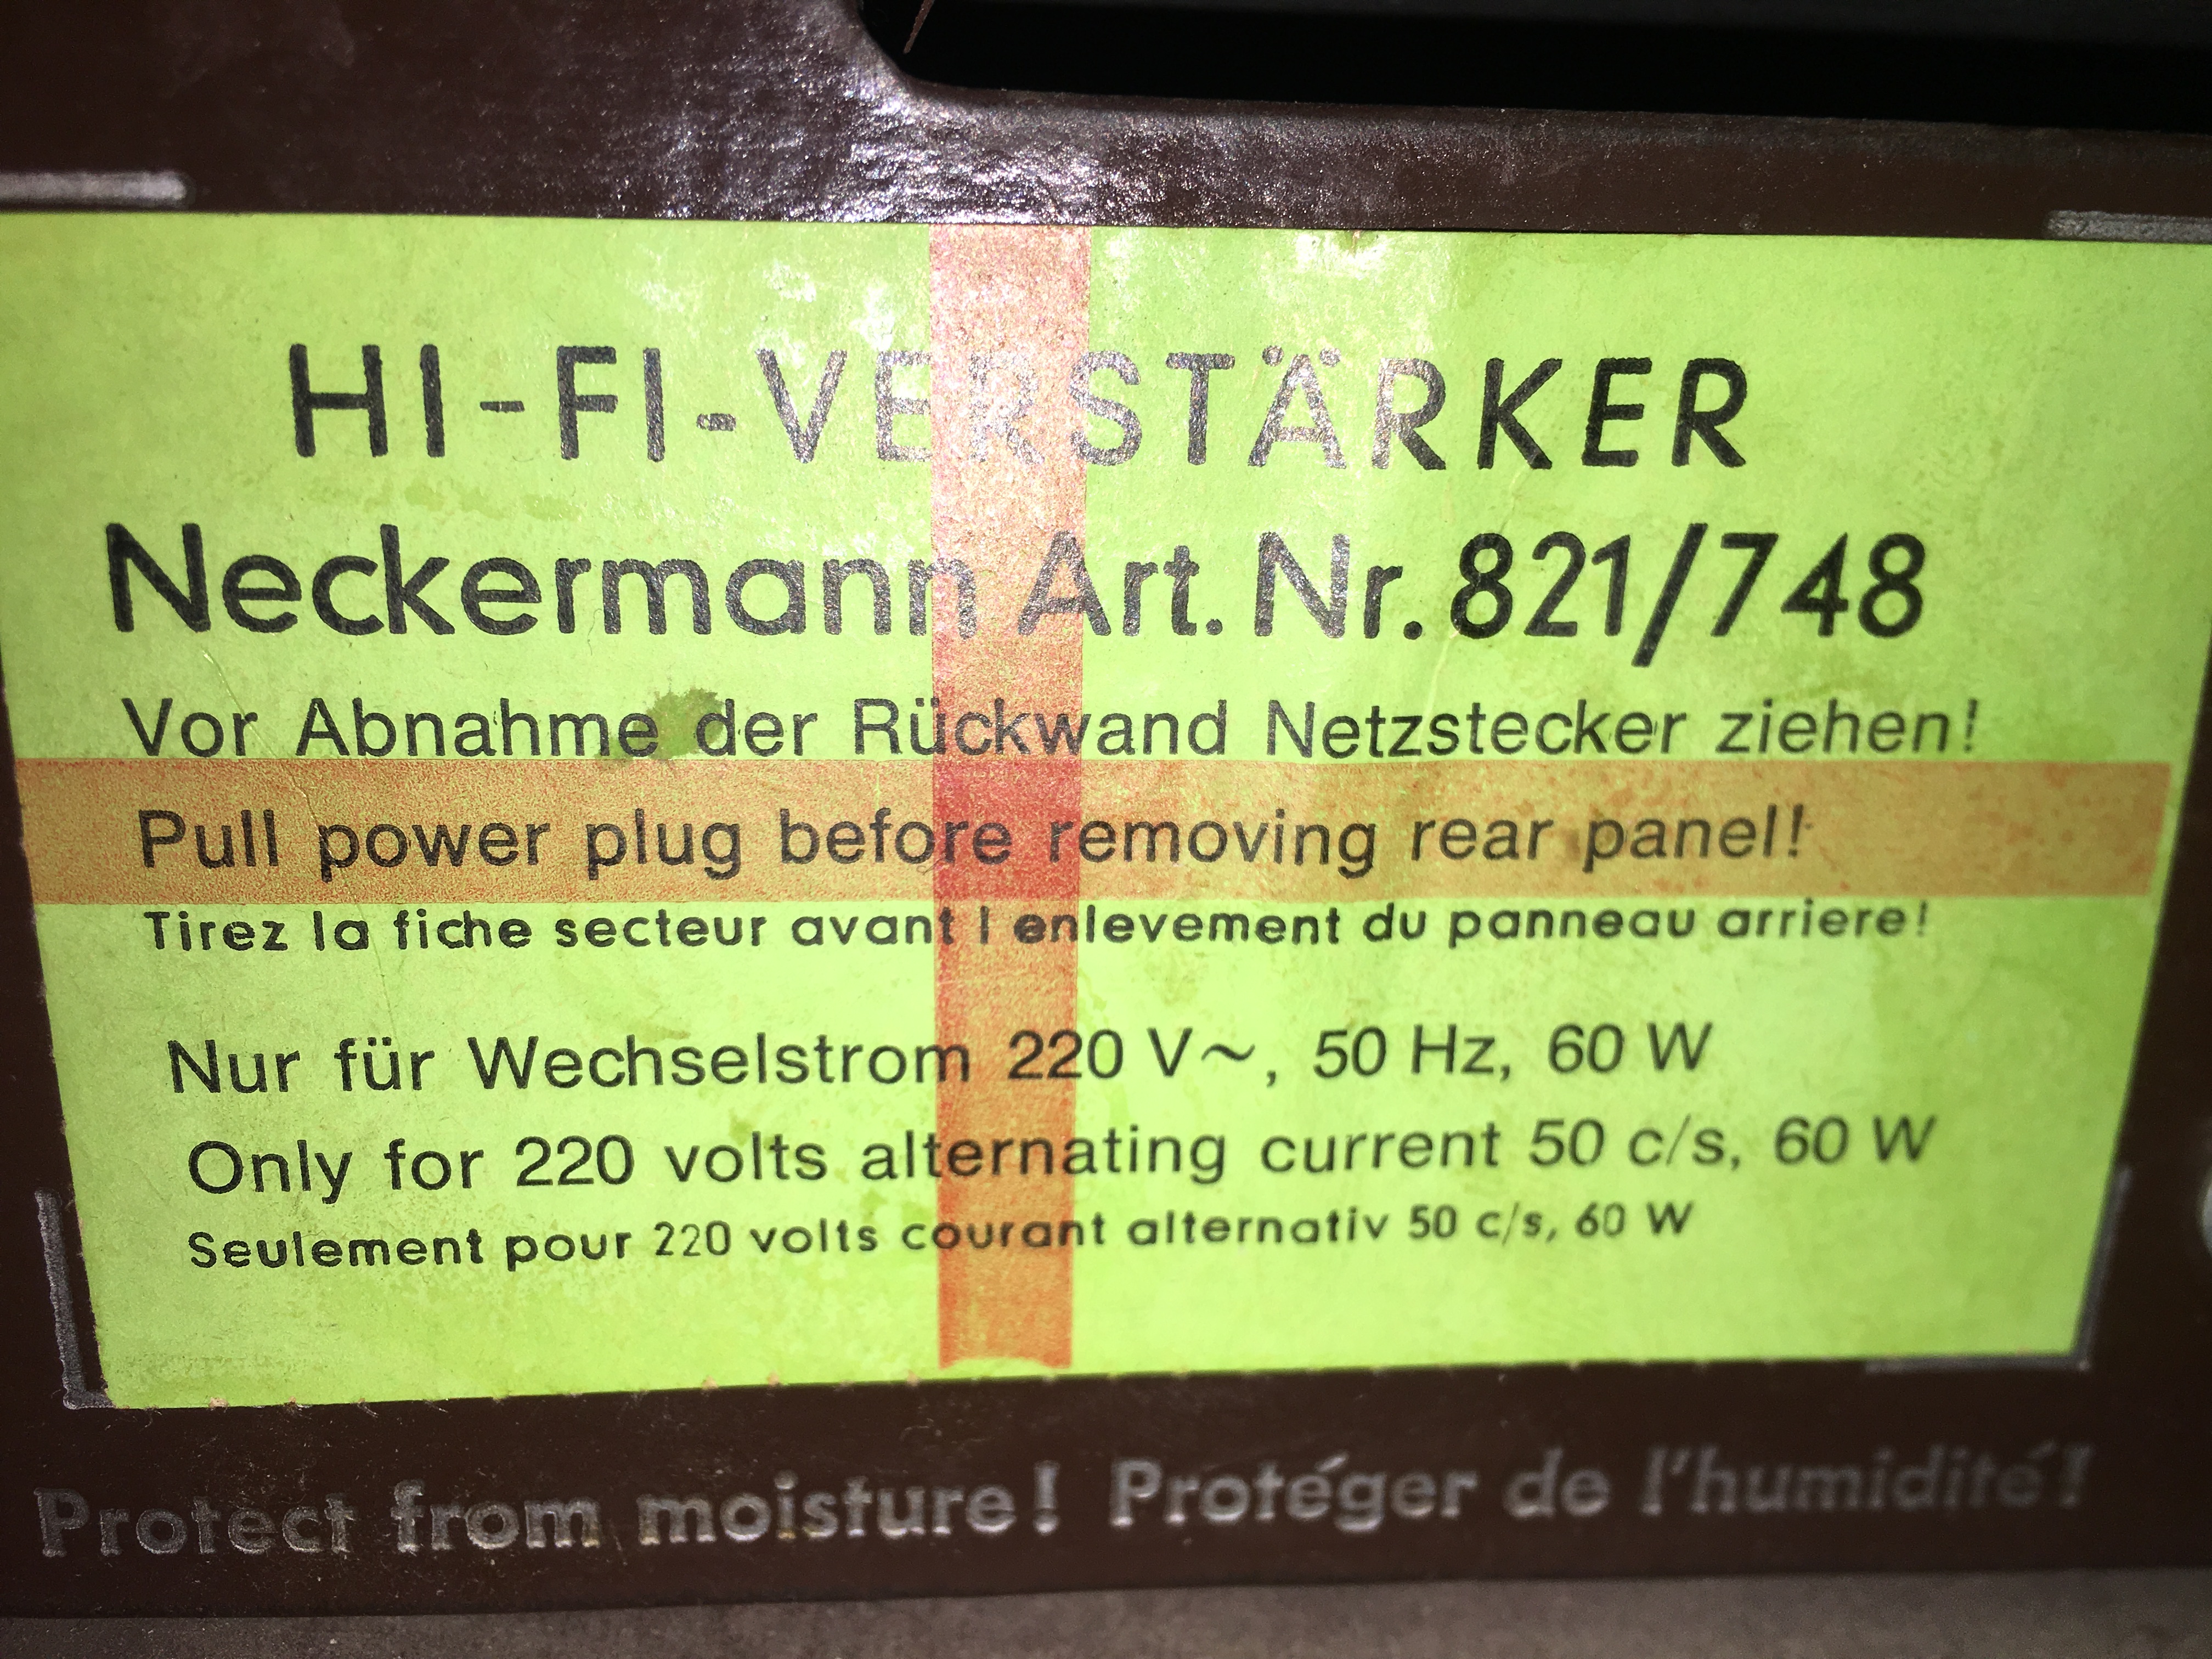 HI-FI-VERSTÄRKER
Neckermann Art. Nr. 821/748
Vor Abnahme der Rückwand Netzstecker ziehen!
Pull power plug before removing rear panel!
Tirez la fiche secteur avant l enlevement du panneau arriere!
Nur für Wechselstrom 220 V~, 50 Hz, 60 W
Only for 220 volts alternating current 50 c/s, 60 W
Seulement pour 220 volts courant alternativ 50 c/s, 60 W
Protect from moisture! Protéger de l'humidité!